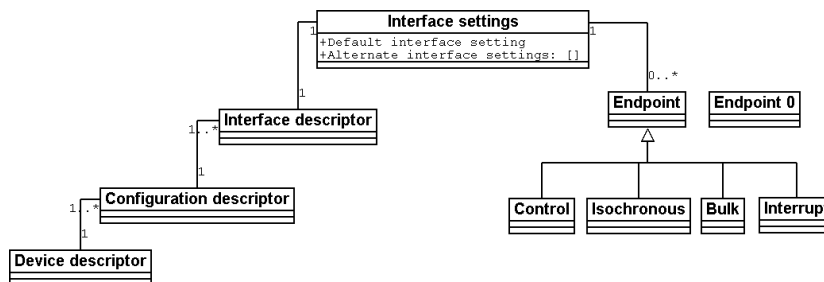 Interface settings
+Default interface setting
+Alternate interface settings: []
1
1
1
0..*
Endpoint
Endpoint 0
Interface descriptor
1..*
1
Control
Isochronous
Bulk
Interrupt
Configuration descriptor
1..*
1
Device descriptor